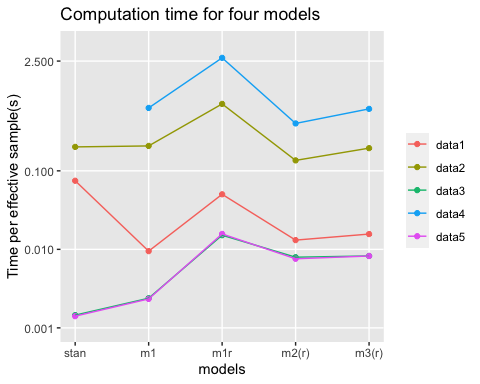 Computation time for four models
Time per effective sample(s)
2.500
0.100
0.010
0.001
stan m1 m1r m2(r) m3(r)
models
data1
data2
data3
data4
data5